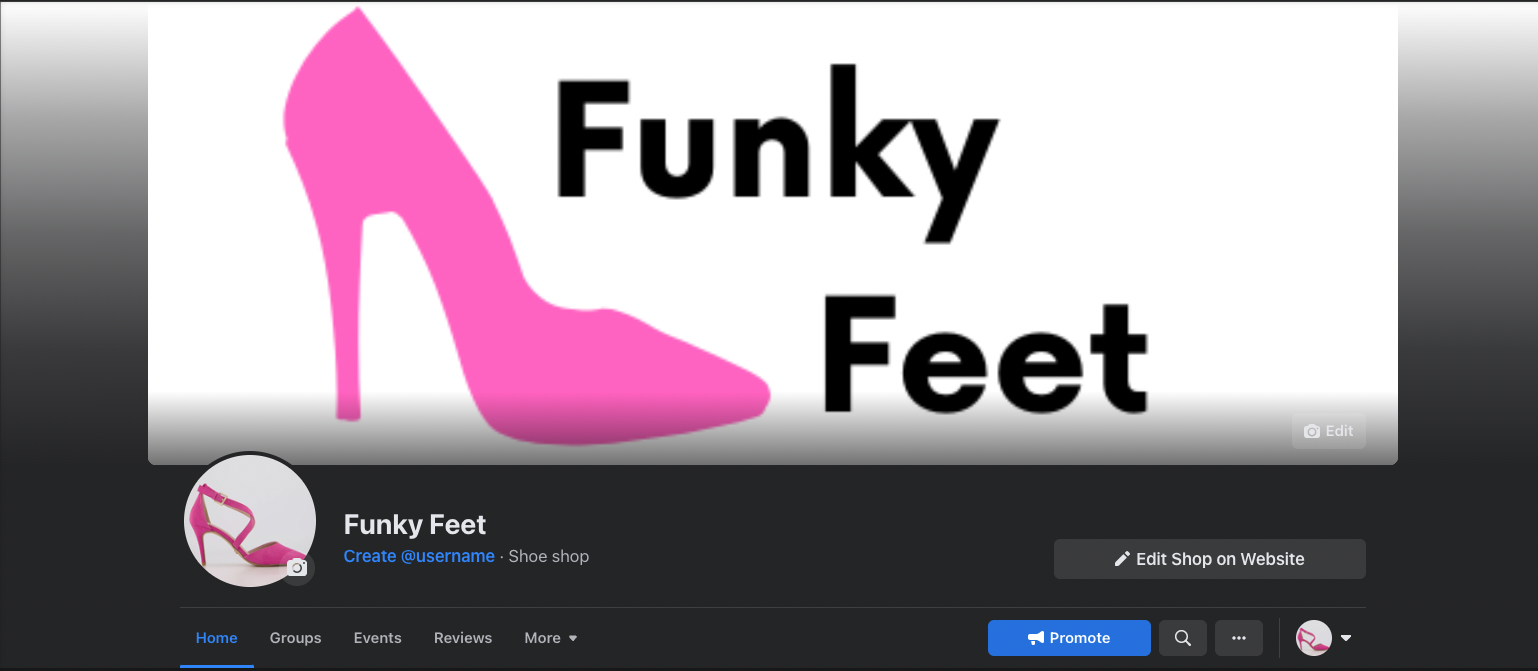 Funky
Feet
Edit
Funky Feet
Create @username · Shoe shop
Edit Shop on Website
Home Groups Events Reviews More
Promote